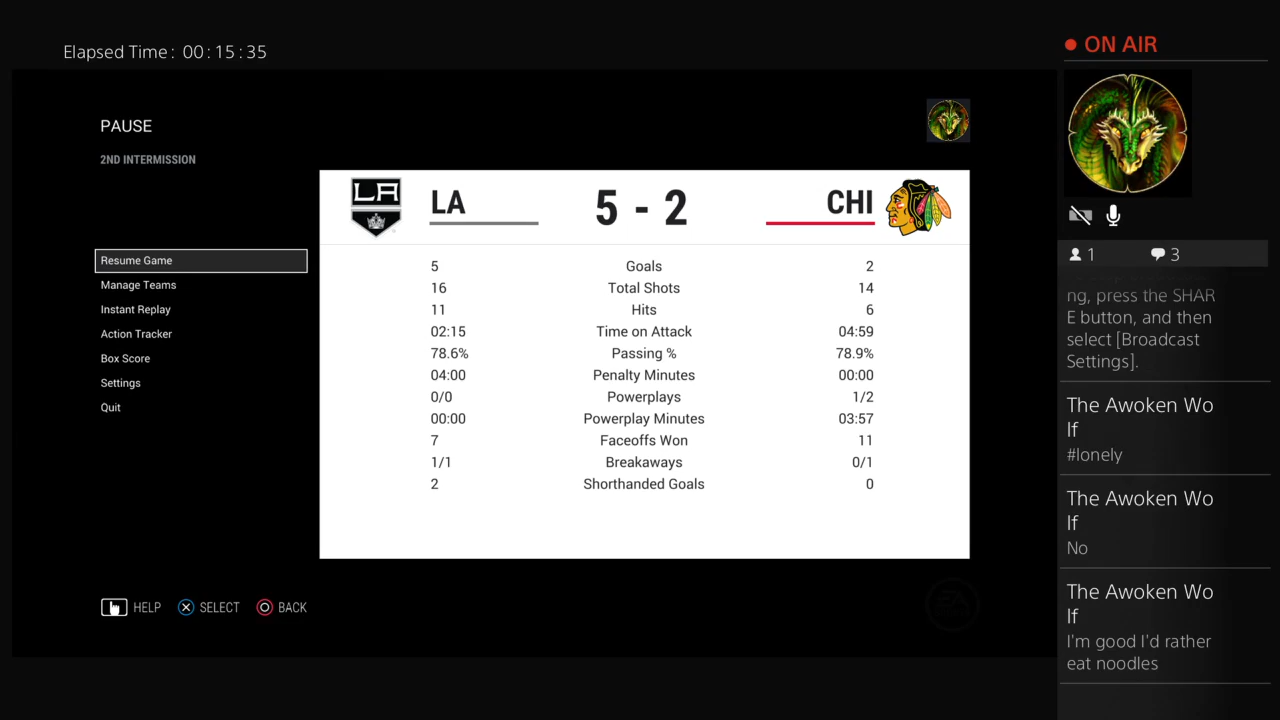 Elapsed Time: 00:15:35
ON AIR
PAUSE
2ND INTERMISSION
LA
LA 5 - 2 CHI
Resume Game
Manage Teams
Instant Replay
Action Tracker
Box Score
Settings
Quit
5 Goals 2
16 Total Shots 14
11 Hits 6
02:15 Time on Attack 04:59
78.6% Passing % 78.9%
04:00 Penalty Minutes 00:00
0/0 Powerplays 1/2
00:00 Powerplay Minutes 03:57
7 Faceoffs Won 11
1/1 Breakaways 0/1
2 Shorthanded Goals 0
HELP SELECT BACK
1 3
ng, press the SHAR
E button, and then
select [Broadcast
Settings].
The Awoken Wo
lf
#lonely
The Awoken Wo
lf
No
The Awoken Wo
lf
I'm good I'd rather
eat noodles